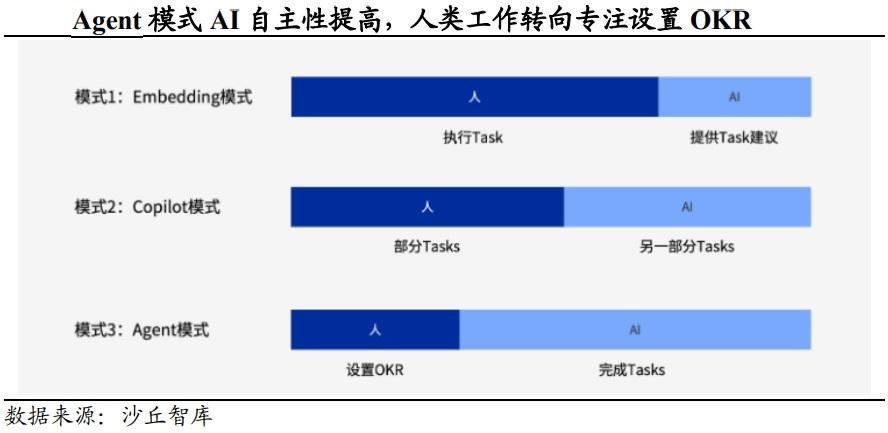 Agent 模式 AI 自主性提高，人类工作转向专注设置 OKR
模式1：Embedding模式
人
AI
执行Task
提供Task建议
模式2：Copilot模式
人
AI
部分Tasks
另一部分Tasks
模式3：Agent模式
人
AI
设置OKR
完成Tasks
数据来源：沙丘智库